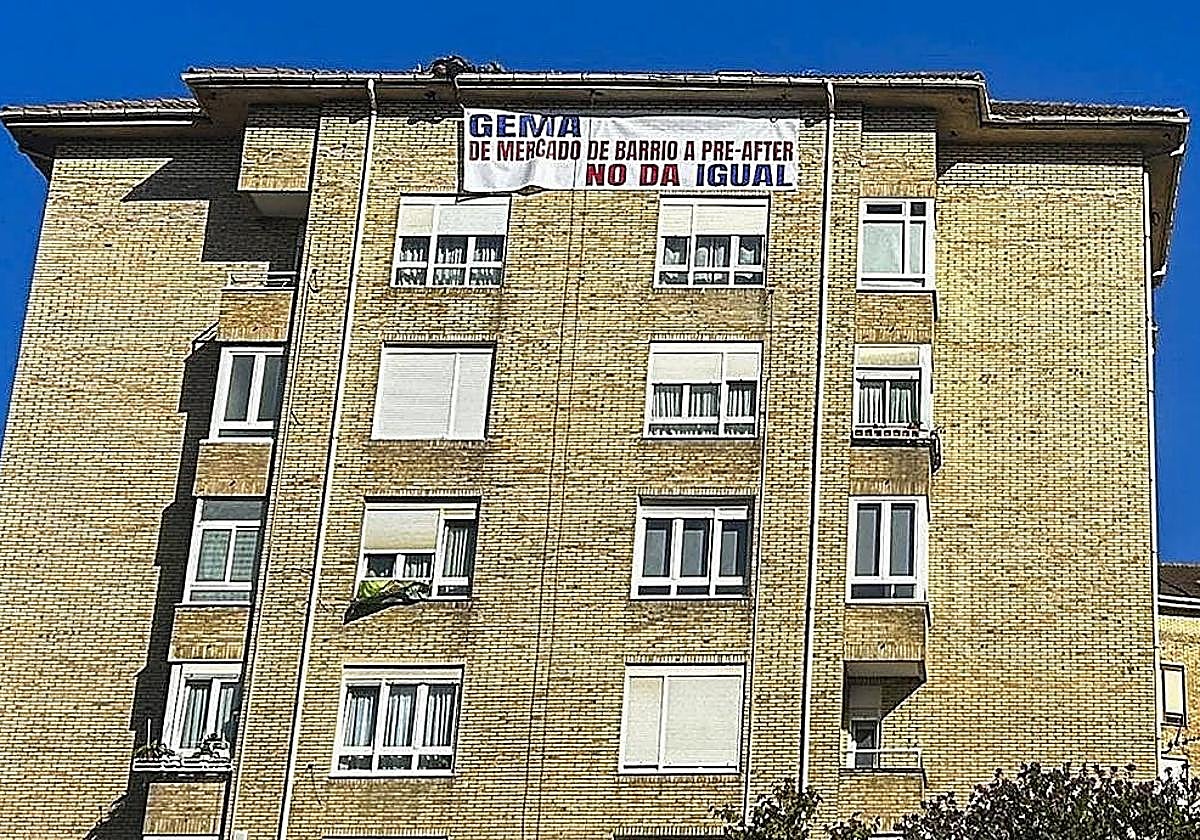 GEMA
DE MERCADO DE BARRIO A PRE-AFTER
NO DA IGUAL